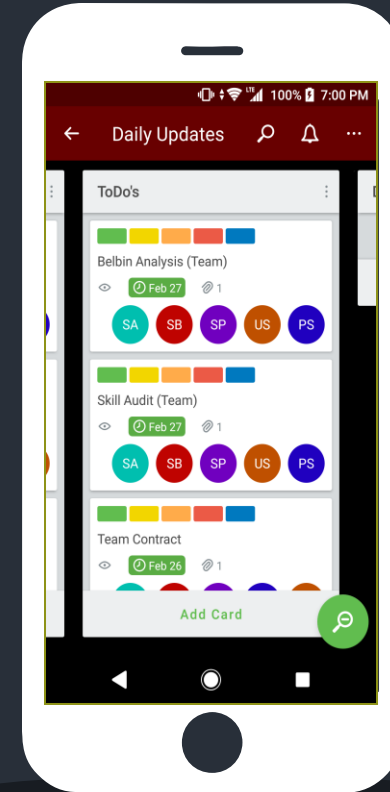 LTE 100% 7:00 PM
Daily Updates
ToDo's
Belbin Analysis (Team)
Feb 27 1
SA SB SP US PS
Skill Audit (Team)
Feb 27 1
SA SB SP US PS
Team Contract
Feb 26 1
Add Card